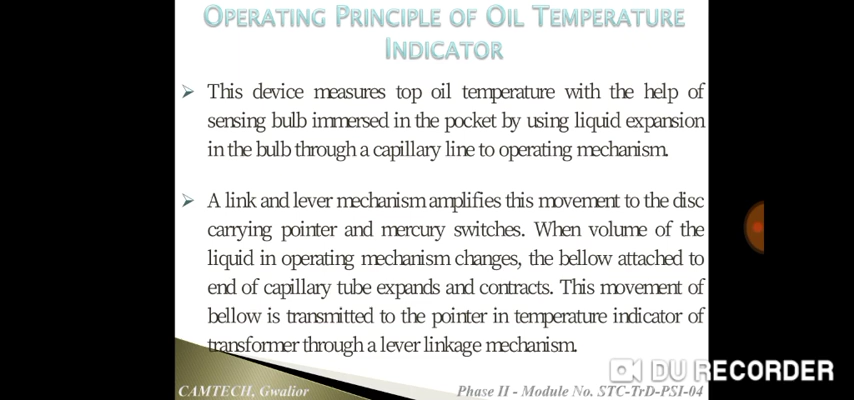 OPERATING PRINCIPLE OF OIL TEMPERATURE
INDICATOR
This device measures top oil temperature with the help of
sensing bulb immersed in the pocket by using liquid expansion
in the bulb through a capillary line to operating mechanism.
A link and lever mechanism amplifies this movement to the disc
carrying pointer and mercury switches. When volume of the
liquid in operating mechanism changes, the bellow attached to
end of capillary tube expands and contracts. This movement of
bellow is transmitted to the pointer in temperature indicator of
transformer through a lever linkage mechanism.
DU RECORDER
CAMTECH, Gwalior Phase II - Module No. STC-TrD-PSI-04